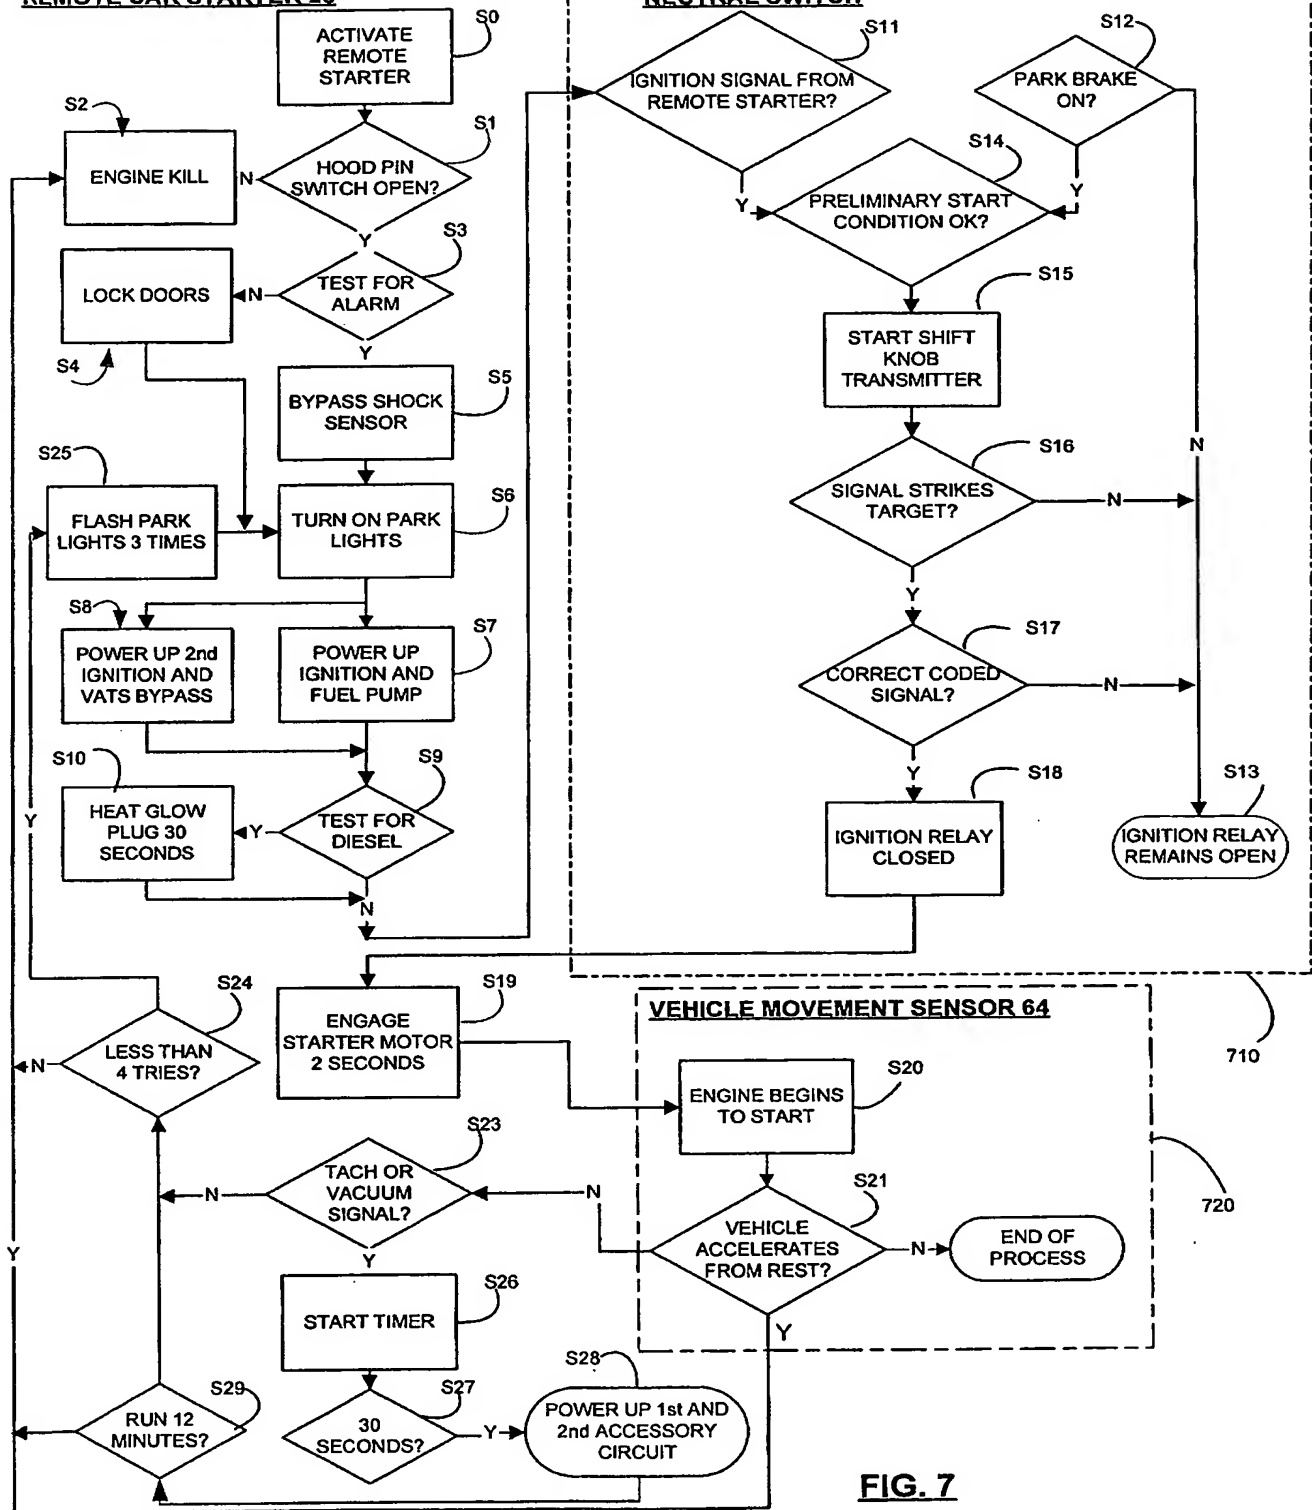 REMOTE CAR STARTER
NEUTRAL SWITCH
S0
ACTIVATE
REMOTE
STARTER
S11
IGNITION SIGNAL FROM
REMOTE STARTER?
S12
PARK BRAKE
ON?
S2
ENGINE KILL
N
S1
HOOD PIN
SWITCH OPEN?
Y
S14
PRELIMINARY START
CONDITION OK?
Y
Y
S3
TEST FOR
ALARM
N
LOCK DOORS
S4
Y
S15
START SHIFT
KNOB
TRANSMITTER
S5
BYPASS SHOCK
SENSOR
S25
FLASH PARK
LIGHTS 3 TIMES
S6
TURN ON PARK
LIGHTS
S16
SIGNAL STRIKES
TARGET?
N
N
Y
S8
POWER UP 2nd
IGNITION AND
VATS BYPASS
S7
POWER UP
IGNITION AND
FUEL PUMP
S17
CORRECT CODED
SIGNAL?
N
Y
S10
HEAT GLOW
PLUG 30
SECONDS
Y
S9
TEST FOR
DIESEL
N
Y
S18
IGNITION RELAY
CLOSED
S13
IGNITION RELAY
REMAINS OPEN
S24
LESS THAN
4 TRIES?
N
S19
ENGAGE
STARTER MOTOR
2 SECONDS
VEHICLE MOVEMENT SENSOR 64
710
S20
ENGINE BEGINS
TO START
S23
TACH OR
VACUUM
SIGNAL?
N
N
Y
S21
VEHICLE
ACCELERATES
FROM REST?
N
END OF
PROCESS
720
Y
Y
S26
START TIMER
S29
RUN 12
MINUTES?
S27
30
SECONDS?
Y
S28
POWER UP 1st AND
2nd ACCESSORY
CIRCUIT
FIG. 7